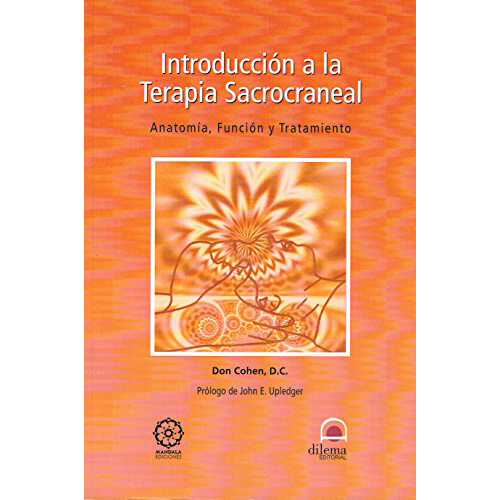 Introducción a la
Terapia Sacrocraneal
Anatomía, Función y Tratamiento
Don Cohen, D.C.
Prólogo de John E. Upledger
MANDALA
EDICIONES
dilema
EDITORIAL